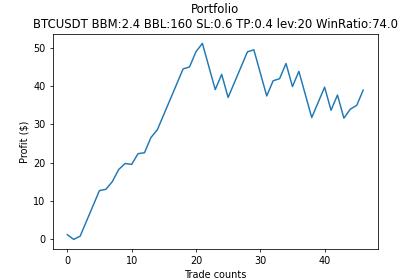 Portfolio
BTCUSDT BBM:2.4 BBL:160 SL:0.6 TP:0.4 lev:20 WinRatio:74.0
50
40
30
20
10
0
Profit ($)
0 10 20 30 40
Trade counts